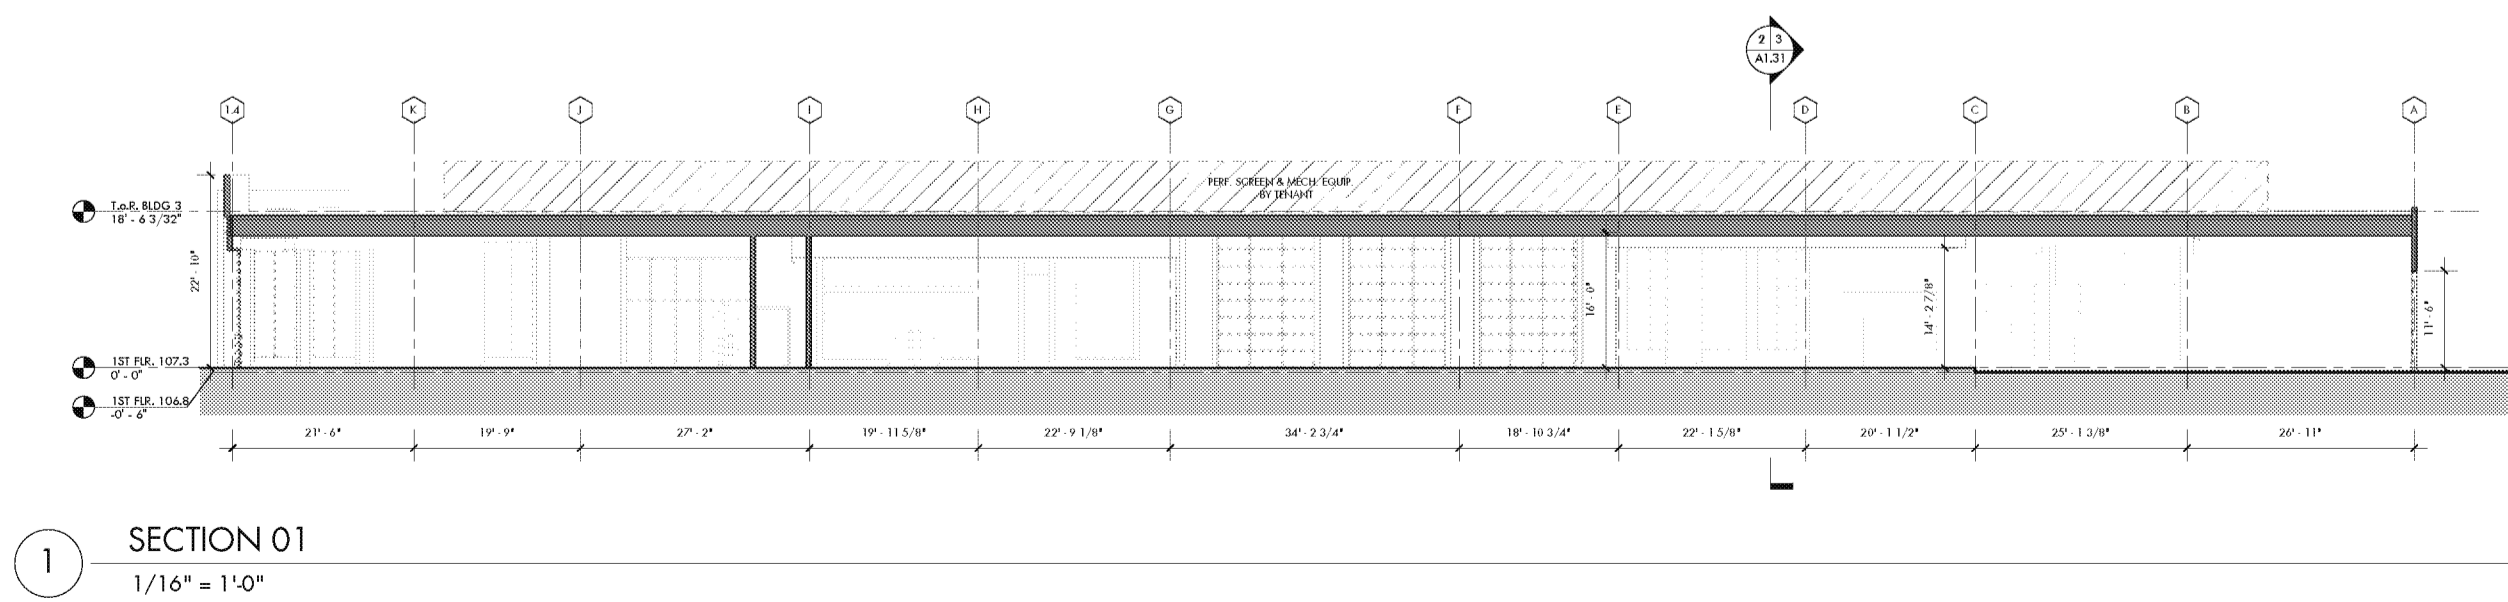 2 3
A1.31
1.4 K J I H G F E D C B A
PERF. SCREEN & MECH. EQUIP.
BY TENANT
T.o.R. BLDG 3
18' - 6 3/32"
22' - 10"
16' - 0"
14' - 2 7/8"
11' - 6"
1ST FLR. 107.3
0' - 0"
1ST FLR. 106.8
-0' - 6"
21' - 6" 19' - 9" 27' - 2" 19' - 11 5/8" 22' - 9 1/8" 34' - 2 3/4" 18' - 10 3/4" 22' - 1 5/8" 20' - 1 1/2" 25' - 1 3/8" 26' - 11"
1
SECTION 01
1/16" = 1'-0"